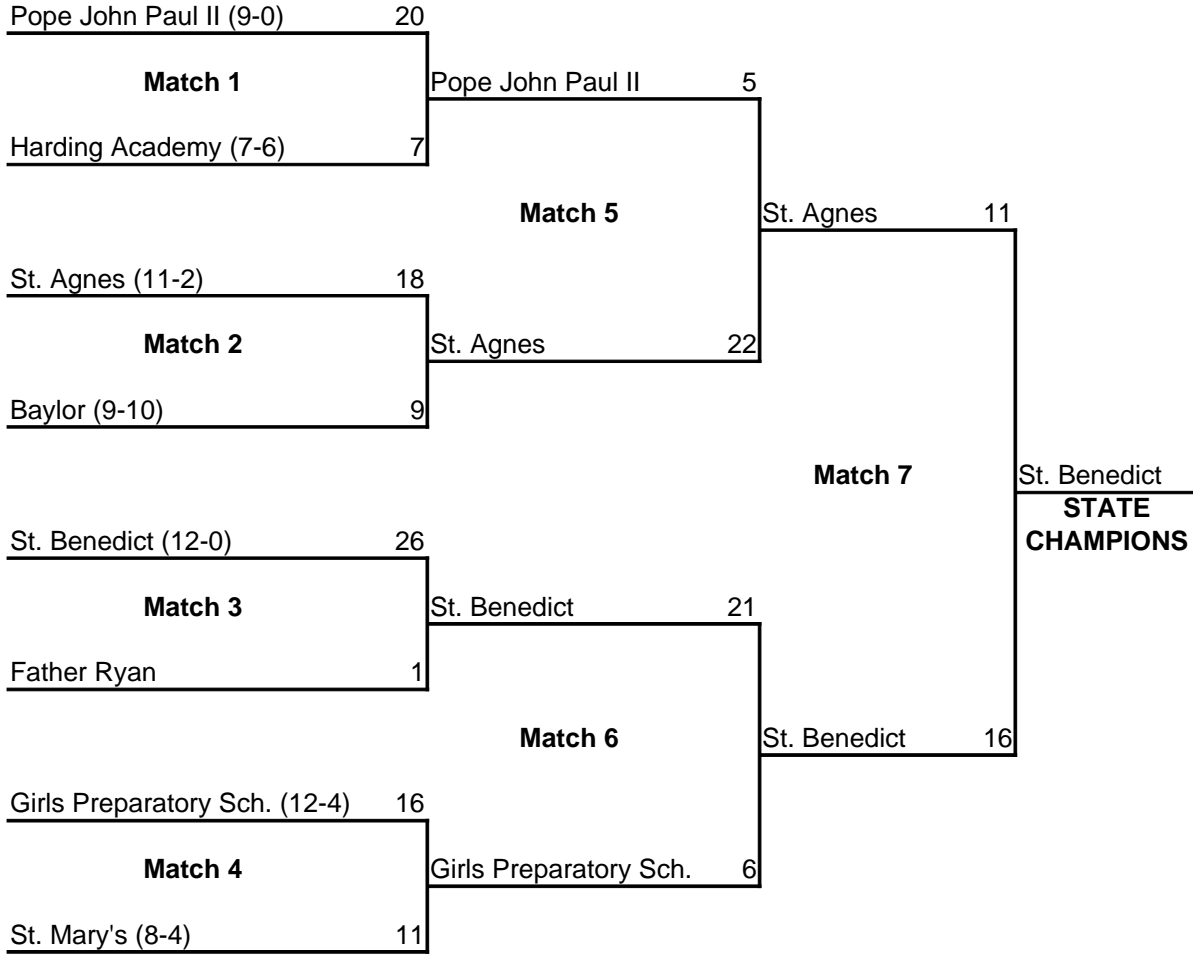 Pope John Paul II (9-0) 20
Match 1
Pope John Paul II 5
Harding Academy (7-6) 7
Match 5
St. Agnes 11
St. Agnes (11-2) 18
Match 2
St. Agnes 22
Baylor (9-10) 9
Match 7
St. Benedict
STATE
CHAMPIONS
St. Benedict (12-0) 26
Match 3
St. Benedict 21
Father Ryan 1
Match 6
St. Benedict 16
Girls Preparatory Sch. (12-4) 16
Match 4
Girls Preparatory Sch. 6
St. Mary's (8-4) 11